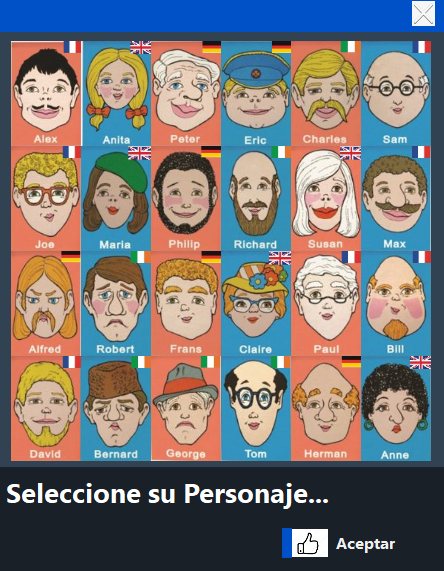 Alex Anita Peter Eric Charles Sam
Joe Maria Philip Richard Susan Max
Alfred Robert Frans Claire Paul Bill
David Bernard George Tom Herman Anne
Seleccione su Personaje...
Aceptar